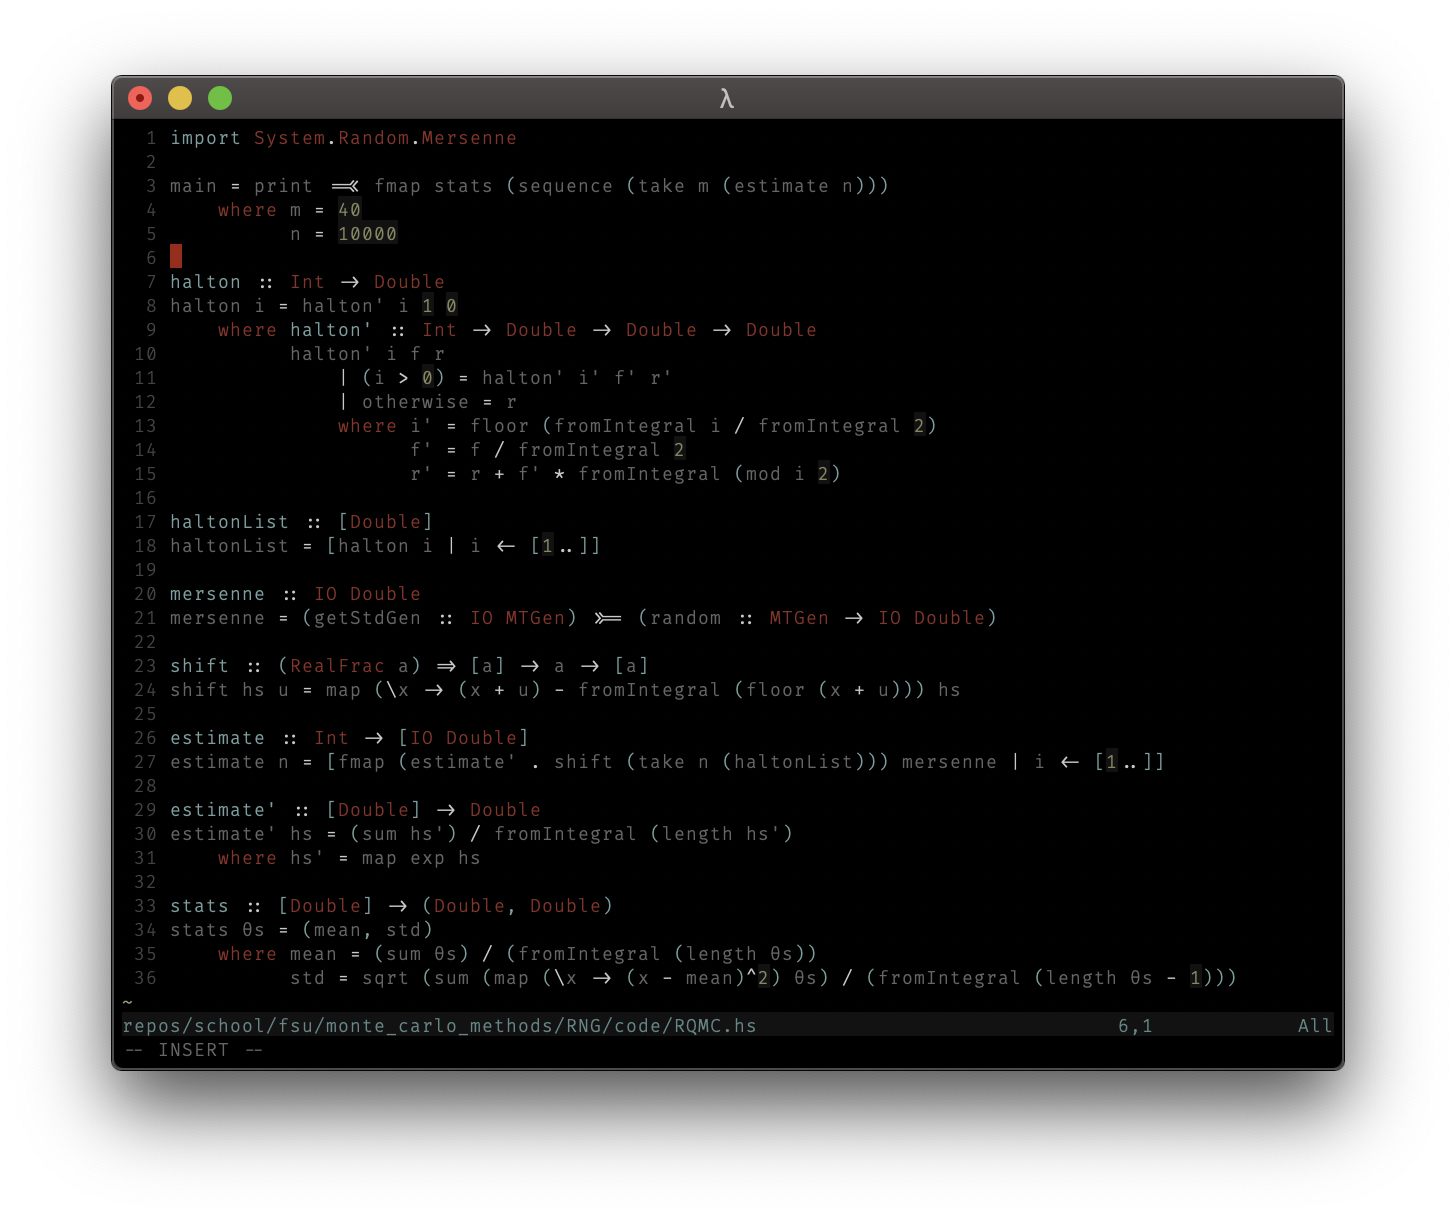 λ
1 import System.Random.Mersenne
2
3 main = print =<< fmap stats (sequence (take m (estimate n)))
4     where m = 40
5           n = 10000
6
7 halton :: Int -> Double
8 halton i = halton' i 1 0
9     where halton' :: Int -> Double -> Double -> Double
10           halton' i f r
11               | (i > 0) = halton' i' f' r'
12               | otherwise = r
13               where i' = floor (fromIntegral i / fromIntegral 2)
14                     f' = f / fromIntegral 2
15                     r' = r + f' * fromIntegral (mod i 2)
16
17 haltonList :: [Double]
18 haltonList = [halton i | i <- [1..]]
19
20 mersenne :: IO Double
21 mersenne = (getStdGen :: IO MTGen) >>= (random :: MTGen -> IO Double)
22
23 shift :: (RealFrac a) => [a] -> a -> [a]
24 shift hs u = map (\x -> (x + u) - fromIntegral (floor (x + u))) hs
25
26 estimate :: Int -> [IO Double]
27 estimate n = [fmap (estimate' . shift (take n (haltonList))) mersenne | i <- [1..]]
28
29 estimate' :: [Double] -> Double
30 estimate' hs = (sum hs') / fromIntegral (length hs')
31     where hs' = map exp hs
32
33 stats :: [Double] -> (Double, Double)
34 stats θs = (mean, std)
35     where mean = (sum θs) / (fromIntegral (length θs))
36           std = sqrt (sum (map (\x -> (x - mean)^2) θs) / (fromIntegral (length θs - 1)))
~
repos/school/fsu/monte_carlo_methods/RNG/code/RQMC.hs 6,1 All
-- INSERT --